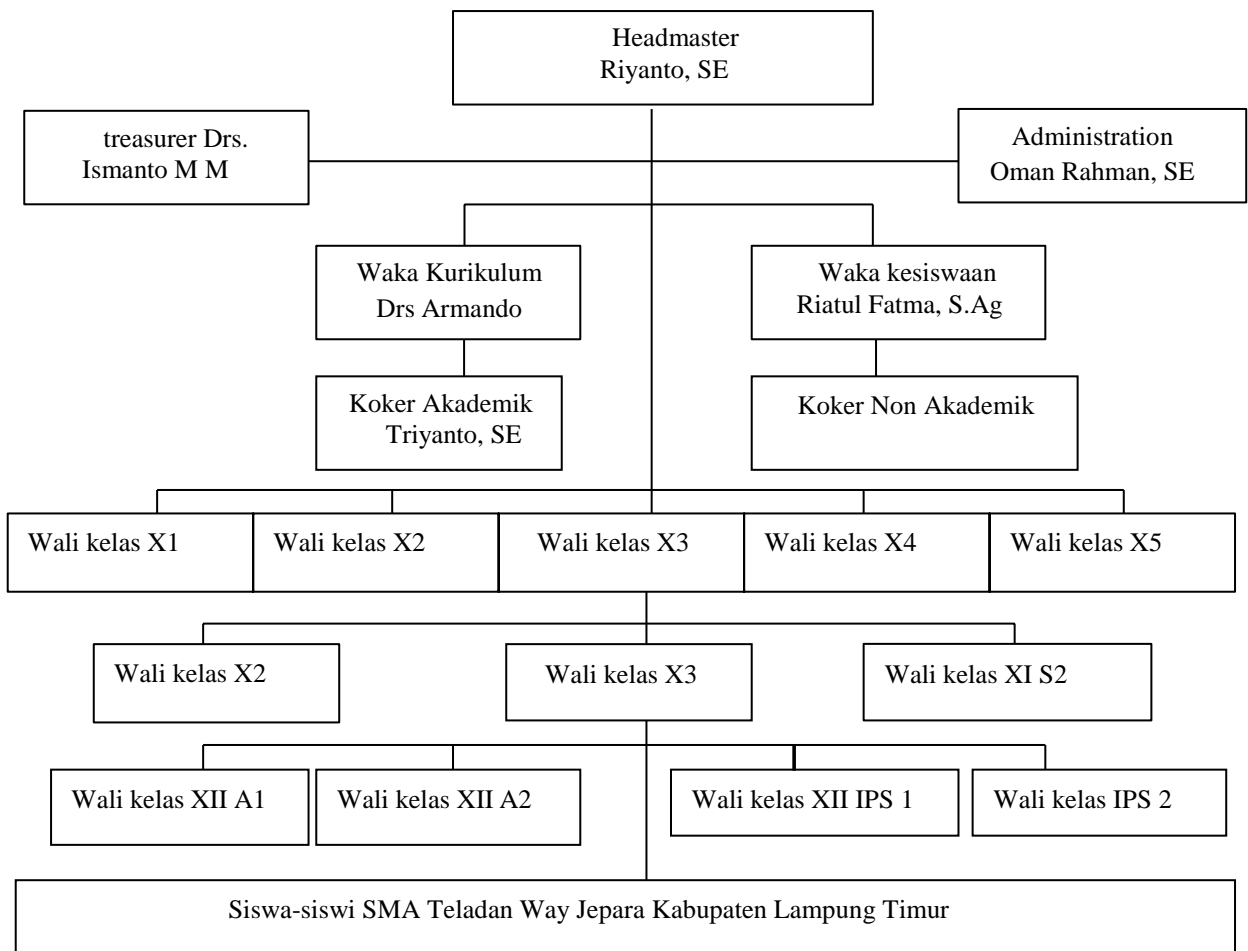 Headmaster
Riyanto, SE
treasurer Drs.
Ismanto M M
Administration
Oman Rahman, SE
Waka Kurikulum
Drs Armando
Waka kesiswaan
Riatul Fatma, S.Ag
Koker Akademik
Triyanto, SE
Koker Non Akademik
Wali kelas X1
Wali kelas X2
Wali kelas X3
Wali kelas X4
Wali kelas X5
Wali kelas X2
Wali kelas X3
Wali kelas XI S2
Wali kelas XII A1
Wali kelas XII A2
Wali kelas XII IPS 1
Wali kelas IPS 2
Siswa-siswi SMA Teladan Way Jepara Kabupaten Lampung Timur